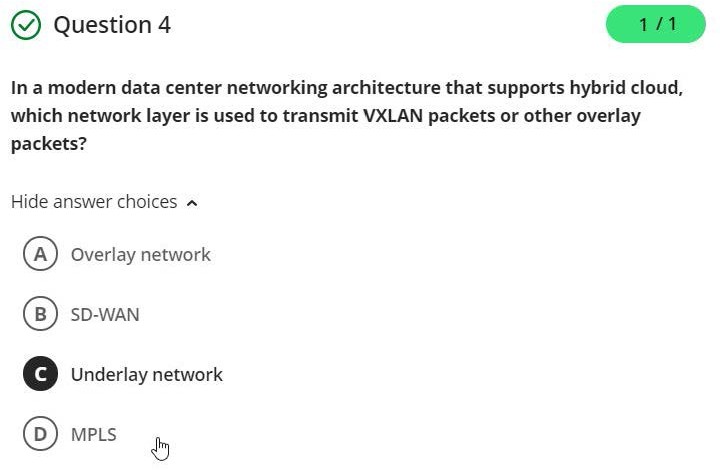 Question 4
1 / 1
In a modern data center networking architecture that supports hybrid cloud,
which network layer is used to transmit VXLAN packets or other overlay
packets?
Hide answer choices
A Overlay network
B SD-WAN
C Underlay network
D MPLS